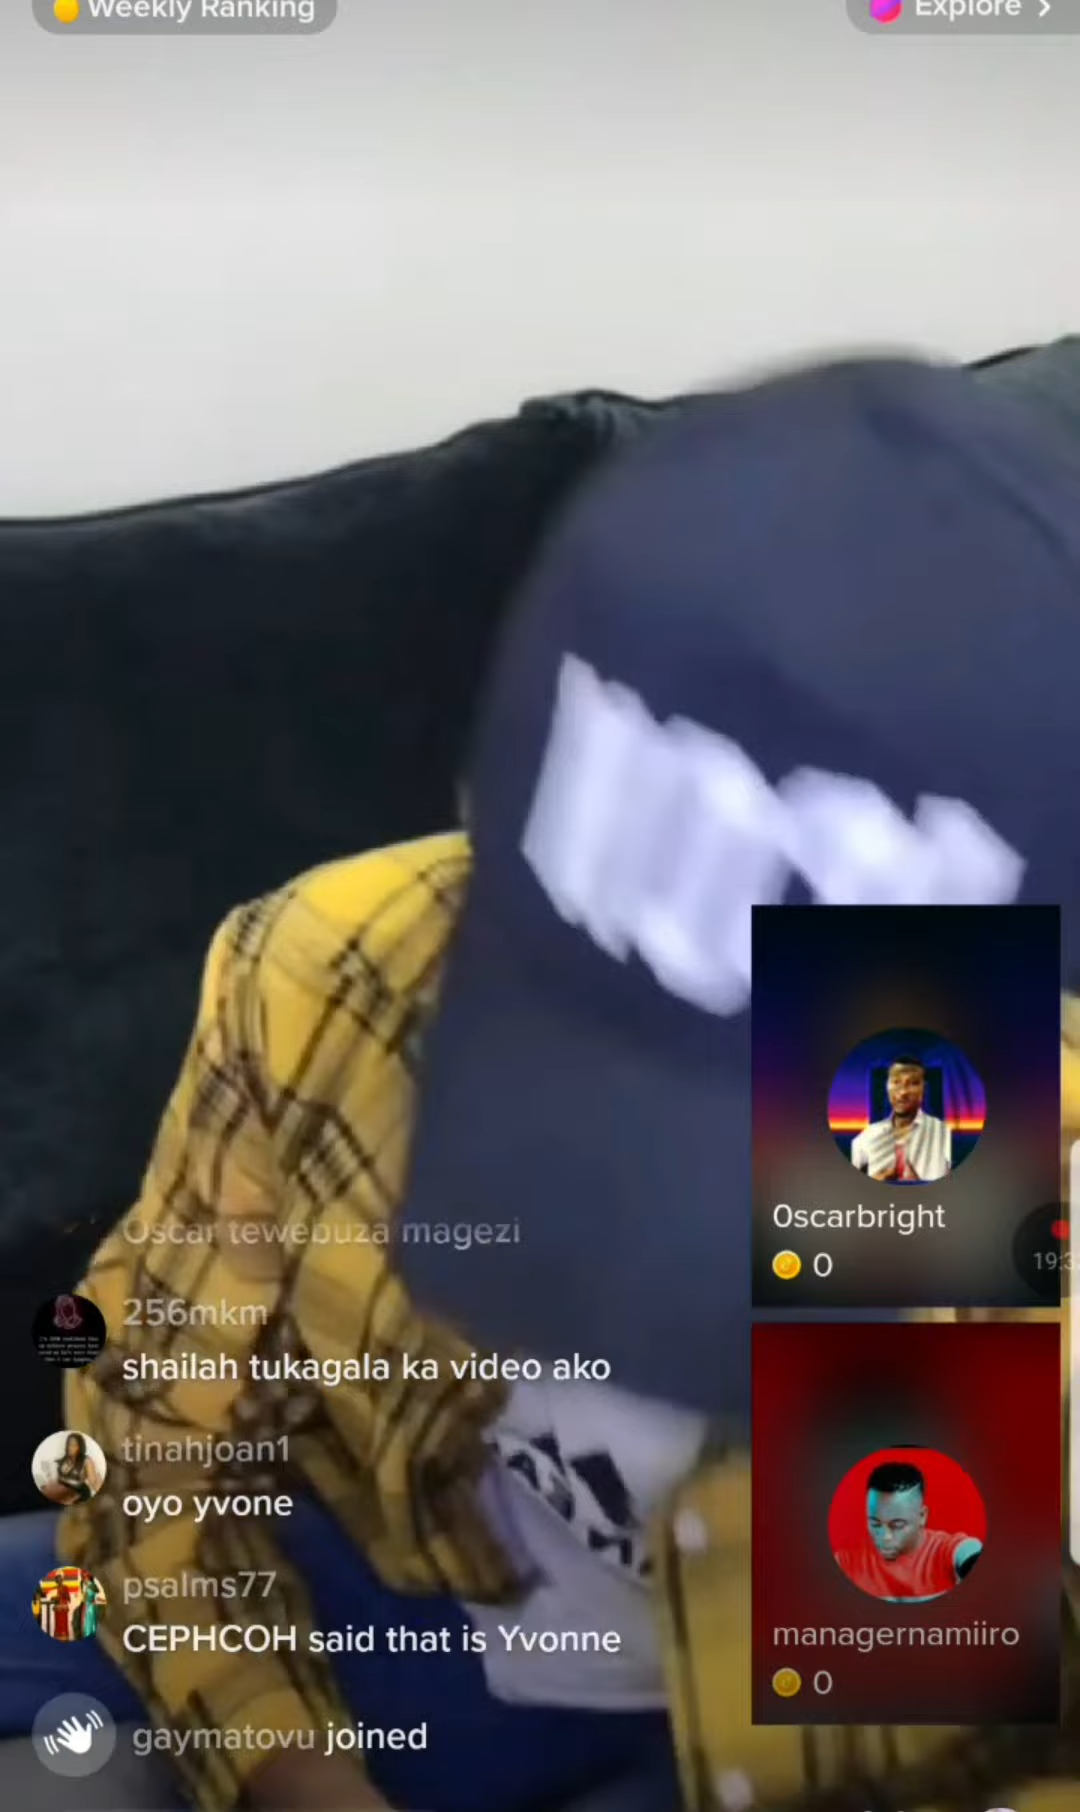 Weekly Ranking
Explore >
Oscar tewebuza magezi
256mkm
shailah tukagala ka video ako
tinahjoan1
oyo yvone
psalms77
CEPHCOH said that is Yvonne
gaymatovu joined
Oscarbright
0
managernamiiro
0